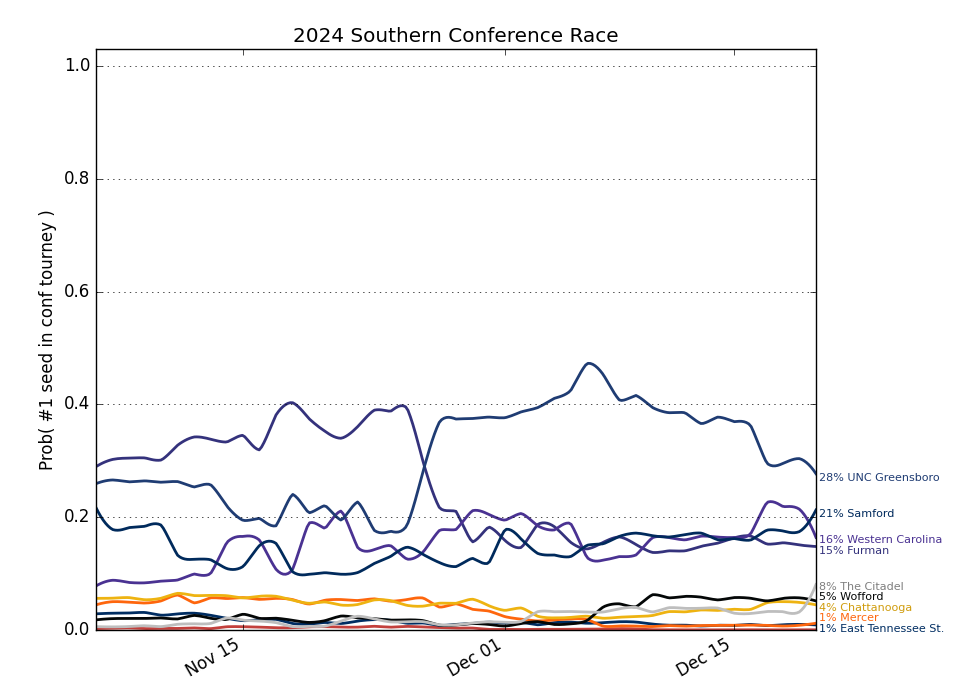 2024 Southern Conference Race
Prob( #1 seed in conf tourney )
1.0
0.8
0.6
0.4
0.2
0.0
Nov 15
Dec 01
Dec 15
28% UNC Greensboro
21% Samford
16% Western Carolina
15% Furman
8% The Citadel
5% Wofford
4% Chattanooga
1% Mercer
1% East Tennessee St.